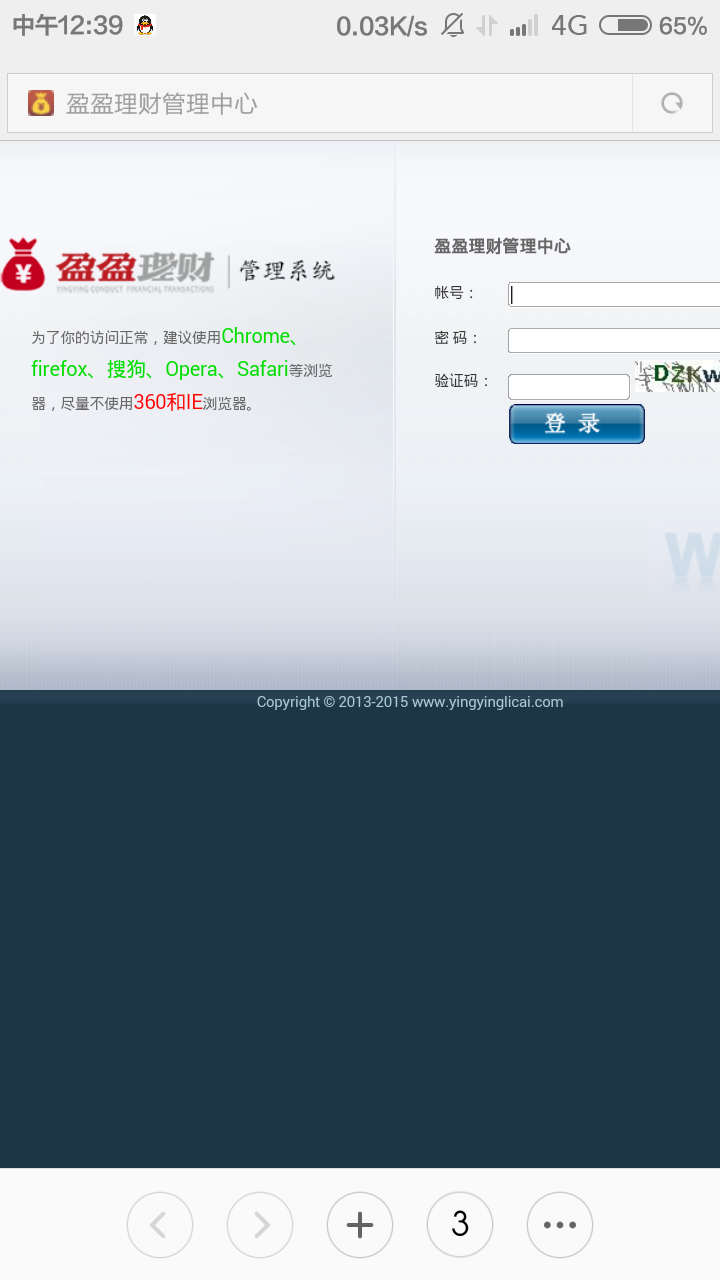 中午12:39
0.03K/s
4G
65%
盈盈理财管理中心
盈盈理财
YINGYING CONDUCT FINANCIAL TRANSACTIONS
管理系统
为了你的访问正常，建议使用Chrome、
firefox、搜狗、Opera、Safari等浏览
器，尽量不使用360和IE浏览器。
盈盈理财管理中心
帐号：
密 码：
验证码：
DZKW
登 录
W
Copyright © 2013-2015 www.yingyinglicai.com
3